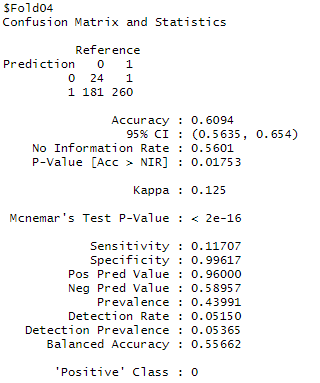 $Fold04
Confusion Matrix and Statistics
Reference
Prediction 0 1
0 24 1
1 181 260
Accuracy : 0.6094
95% CI : (0.5635, 0.654)
No Information Rate : 0.5601
P-Value [Acc > NIR] : 0.01753
Kappa : 0.125
Mcnemar's Test P-Value : < 2e-16
Sensitivity : 0.11707
Specificity : 0.99617
Pos Pred Value : 0.96000
Neg Pred Value : 0.58957
Prevalence : 0.43991
Detection Rate : 0.05150
Detection Prevalence : 0.05365
Balanced Accuracy : 0.55662
'Positive' Class : 0